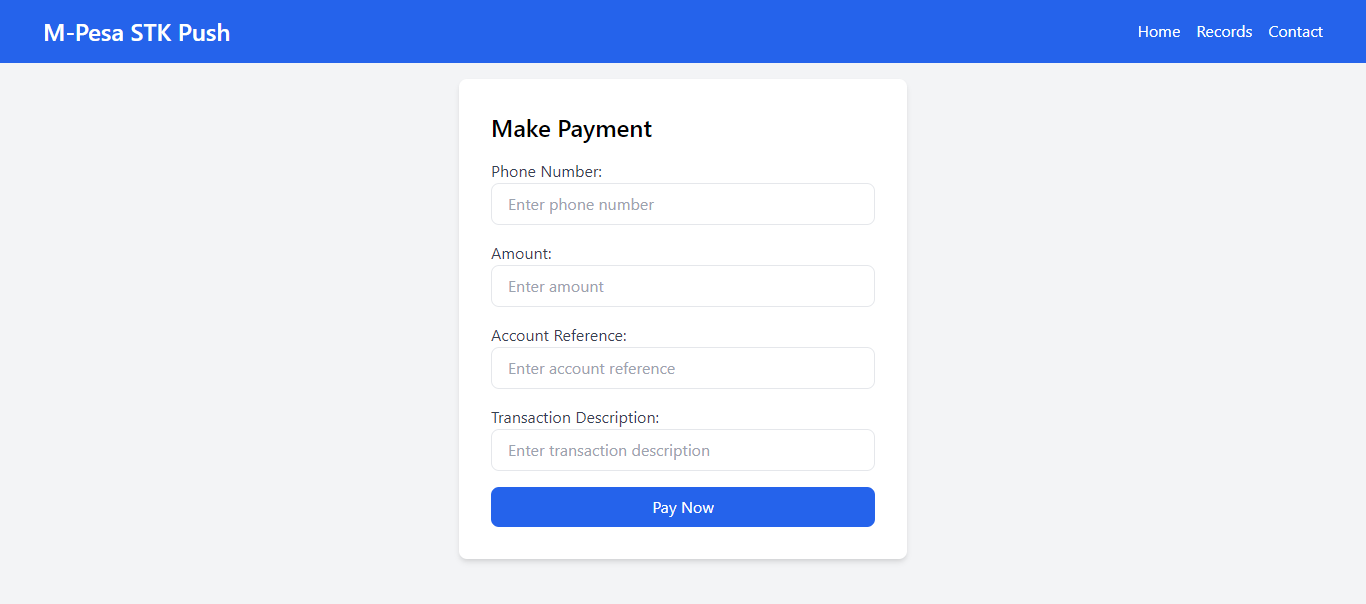 M-Pesa STK Push
Home Records Contact
Make Payment
Phone Number:
Enter phone number
Amount:
Enter amount
Account Reference:
Enter account reference
Transaction Description:
Enter transaction description
Pay Now